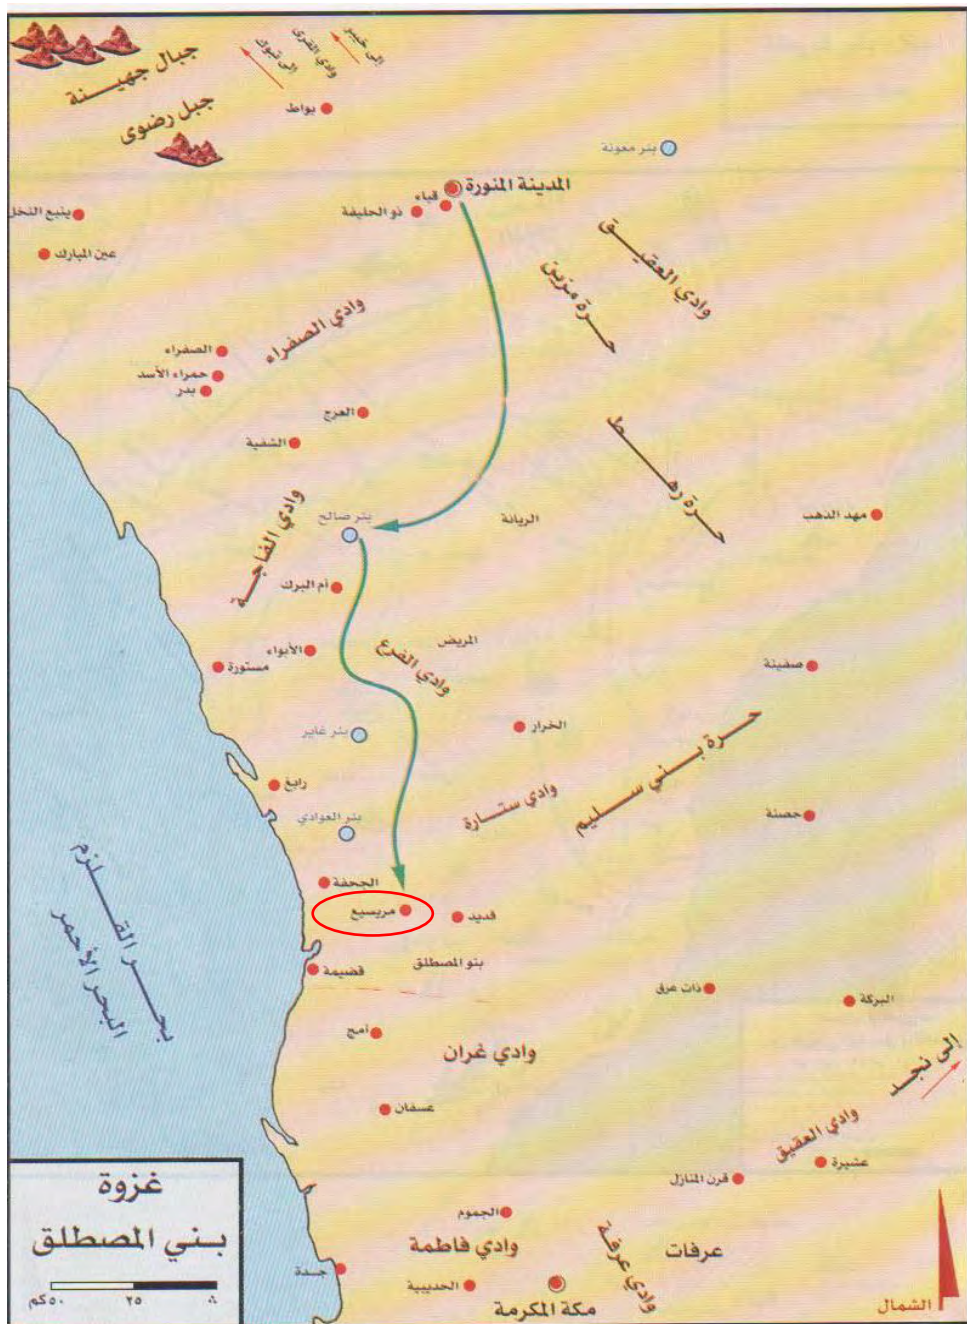 جبال جهينة
جبل رضوى
إلى تبوك
وادي القرى
إلى خيبر
بواط
بئر معونة
المدينة المنورة
قباء
ذو الحليفة
ينبع النخل
عين المبارك
وادي العقيق
حرة مزين
وادي الصفراء
الصفراء
حمراء الأسد
بدر
العرج
الشفية
حرة رهط
مهد الذهب
بئر صالح
الريانة
وادي القاحة
أم البرك
الأبواء
مستورة
المريض
وادي الفرع
صفينة
الخرار
بئر غاير
حرة بني سليم
رابغ
وادي ستارة
حصنة
بئر العوادي
الجحفة
مريسيع
قديد
بنو المصطلق
قضيمة
ذات عرق
البركة
بحر القلزم
البحر الأحمر
أمج
وادي غران
إلى نجد
عسفان
وادي العقيق
عشيرة
قرن المنازل
الجموم
وادي فاطمة
وادي عرفة
عرفات
جدة
الحديبية
مكة المكرمة
الشمال
غزوة
بني المصطلق
٥٠كم ٢٥ ٠